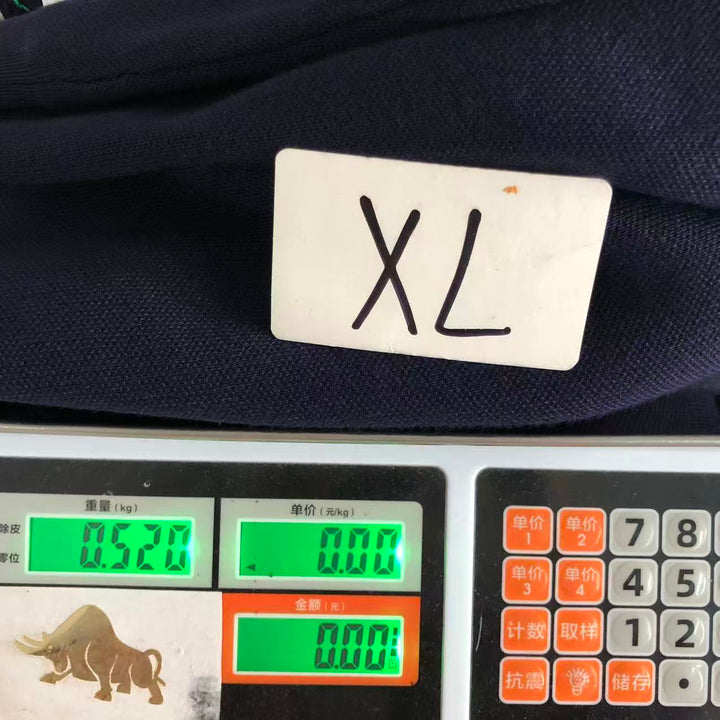 XL
重量(kg)
单价(元/kg)
除皮
零位
0.520
0.00
金额(元)
0.00
单价1
单价2
7
8
单价3
单价4
4
5
计数
取样
1
2
抗震
储存
•